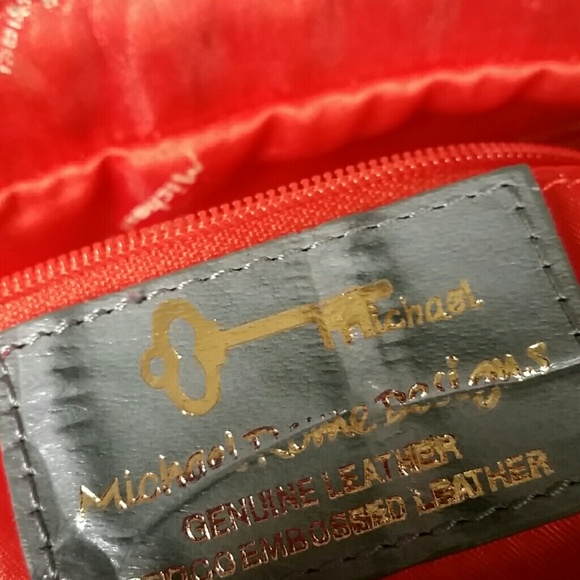 Michael
Michael Rome Designs
GENUINE LEATHER
EMBOSSED LEATHER